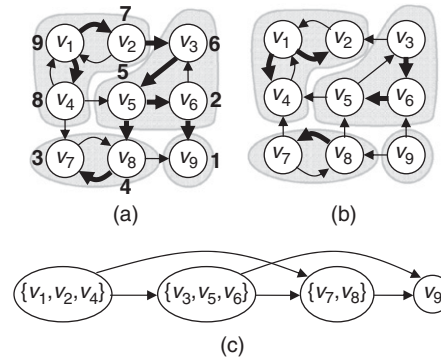 7
9 v₁ v₂ v₃ 6
5
8 v₄ v₅ v₆ 2
3 v₇ v₈ v₉ 1
4
(a)
v₁ v₂ v₃
v₄ v₅ v₆
v₇ v₈ v₉
(b)
{v₁, v₂, v₄} {v₃, v₅, v₆} {v₇, v₈} v₉
(c)